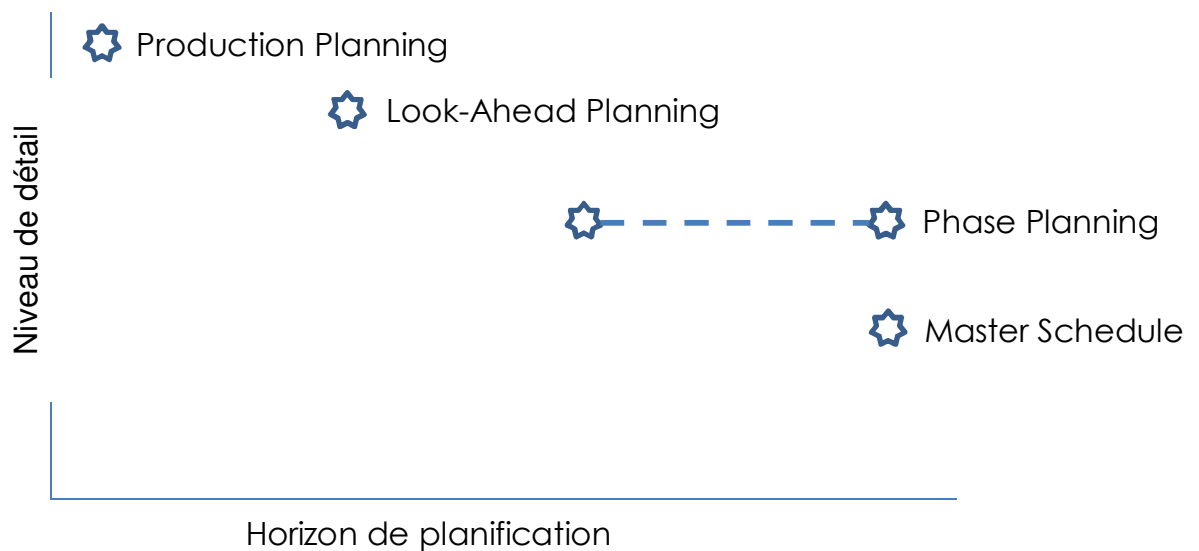 Production Planning
Look-Ahead Planning
Niveau de détail
Phase Planning
Master Schedule
Horizon de planification